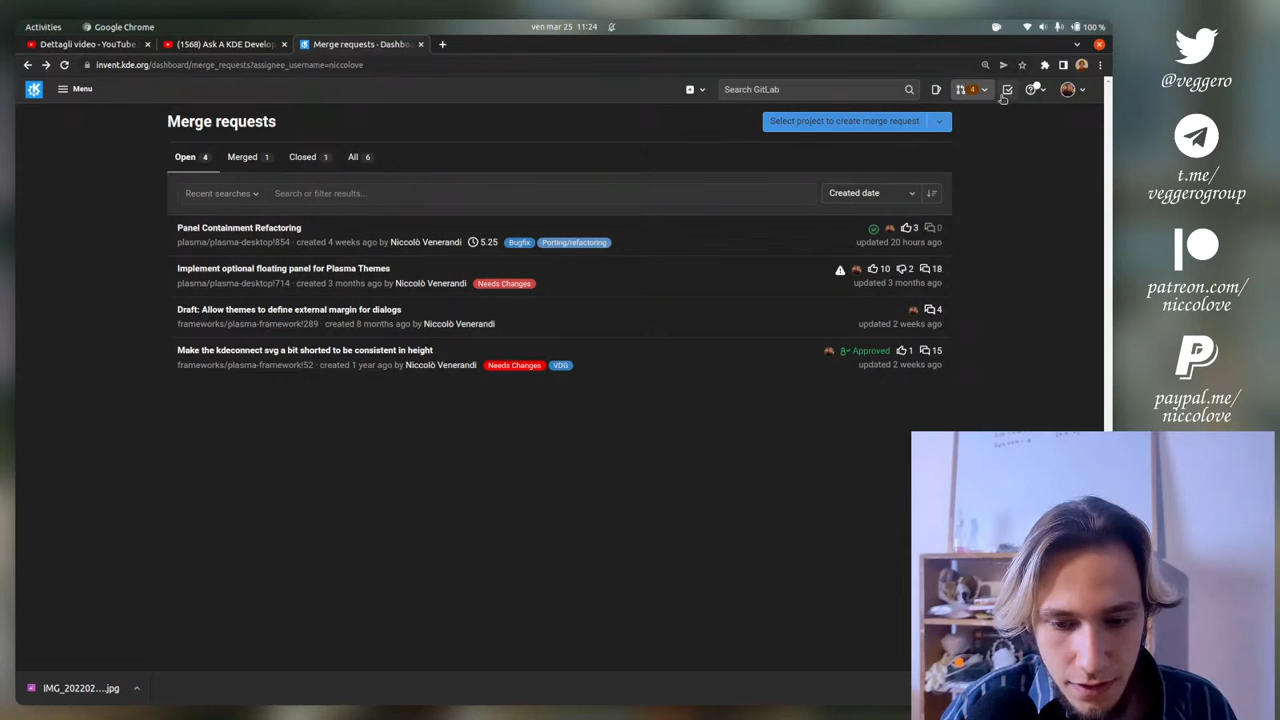 Activities
Google Chrome
ven mar 25 11:24
100 %
Dettagli video - YouTube
(1568) Ask A KDE Develop
Merge requests · Dashbo
invent.kde.org/dashboard/merge_requests?assignee_username=niccolove
Menu
Search GitLab
4
Merge requests
Select project to create merge request
Open 4 Merged 1 Closed 1 All 6
Recent searches
Search or filter results...
Created date
Panel Containment Refactoring
3 0
plasma/plasma-desktop!854 · created 4 weeks ago by Niccolò Venerandi 5.25 Bugfix Porting/refactoring
updated 20 hours ago
Implement optional floating panel for Plasma Themes
10 2 18
plasma/plasma-desktop!714 · created 3 months ago by Niccolò Venerandi Needs Changes
updated 3 months ago
Draft: Allow themes to define external margin for dialogs
4
frameworks/plasma-framework!289 · created 8 months ago by Niccolò Venerandi
updated 2 weeks ago
Make the kdeconnect svg a bit shorted to be consistent in height
Approved 1 15
frameworks/plasma-framework!52 · created 1 year ago by Niccolò Venerandi Needs Changes VDG
updated 2 weeks ago
IMG_202202....jpg
@veggero
t.me/
veggerogroup
patreon.com/
niccolove
paypal.me/
niccolove